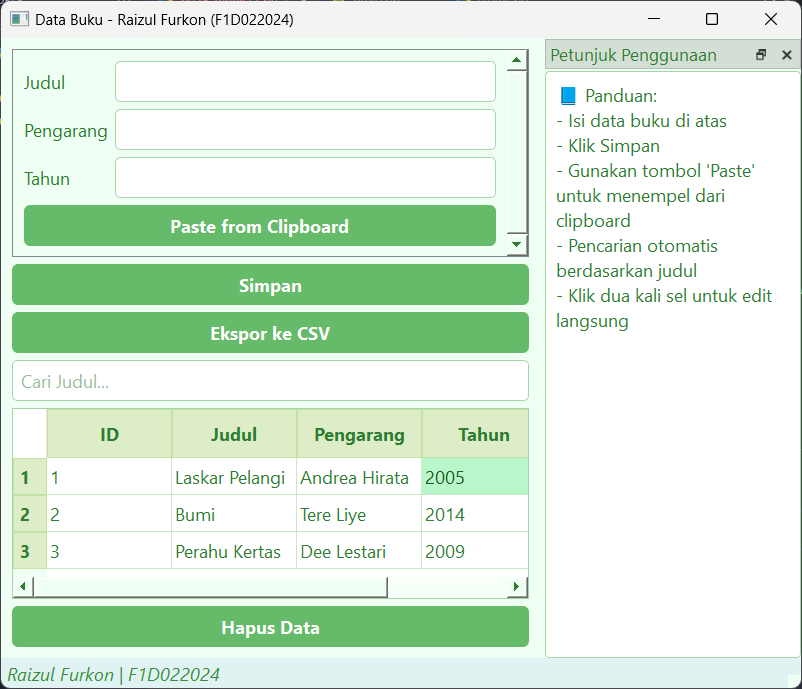 Data Buku - Raizul Furkon (F1D022024)
Judul
Pengarang
Tahun
Paste from Clipboard
Simpan
Ekspor ke CSV
Cari Judul...
ID Judul Pengarang Tahun
1 1 Laskar Pelangi Andrea Hirata 2005
2 2 Bumi Tere Liye 2014
3 3 Perahu Kertas Dee Lestari 2009
Hapus Data
Petunjuk Penggunaan
📘 Panduan:
- Isi data buku di atas
- Klik Simpan
- Gunakan tombol 'Paste'
untuk menempel dari
clipboard
- Pencarian otomatis
berdasarkan judul
- Klik dua kali sel untuk edit
langsung
Raizul Furkon | F1D022024